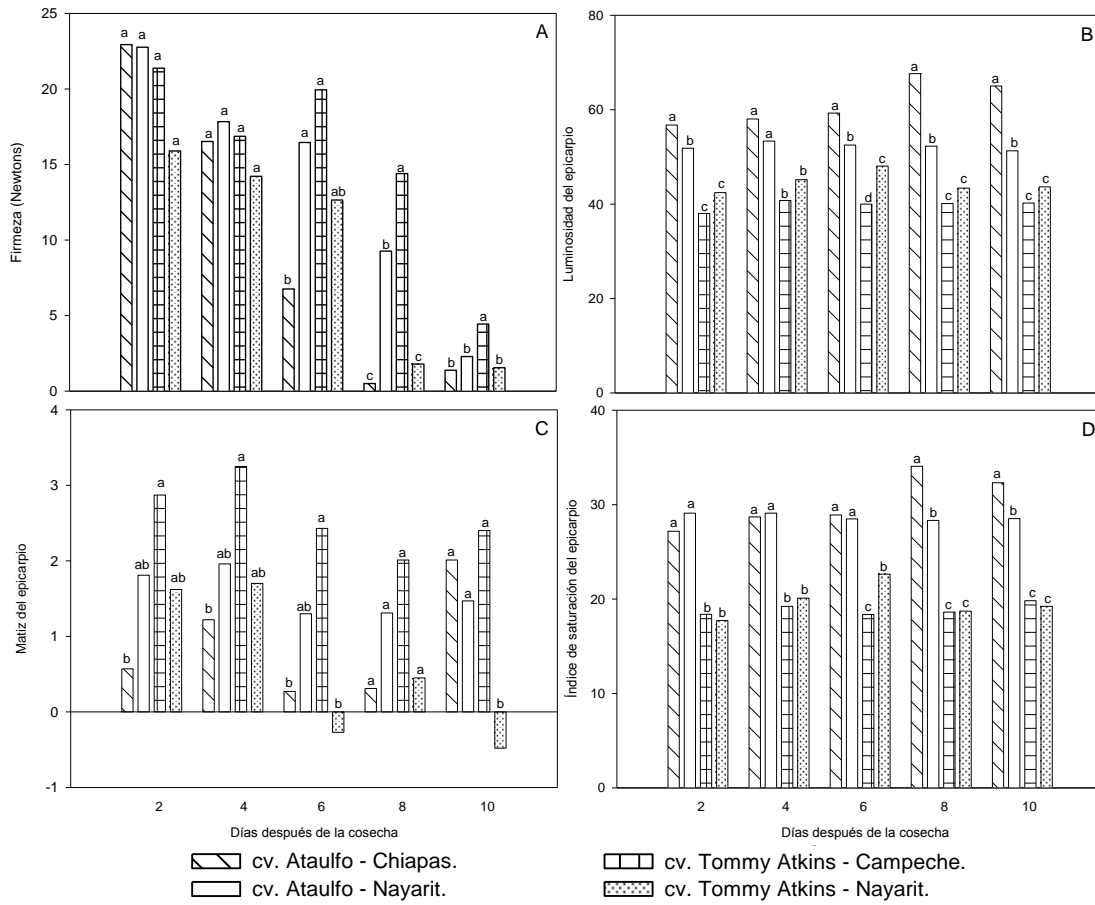 A
Firmeza (Newtons)
25
20
15
10
5
0
a a a a
a a a a
b a a ab
c b a c
b b a b
B
Luminosidad del epicarpio
80
60
40
20
0
a b c c
a a b b
a b d c
a b c c
a b c c
C
Matiz del epicarpio
4
3
2
1
0
-1
b ab a ab
b ab a ab
b ab a b
a a a a
a a a b
2 4 6 8 10
Días después de la cosecha
D
Índice de saturación del epicarpio
40
30
20
10
0
a a b b
a a b b
a a c b
a b c c
a b c c
2 4 6 8 10
Días después de la cosecha
cv. Ataulfo - Chiapas.
cv. Tommy Atkins - Campeche.
cv. Ataulfo - Nayarit.
cv. Tommy Atkins - Nayarit.